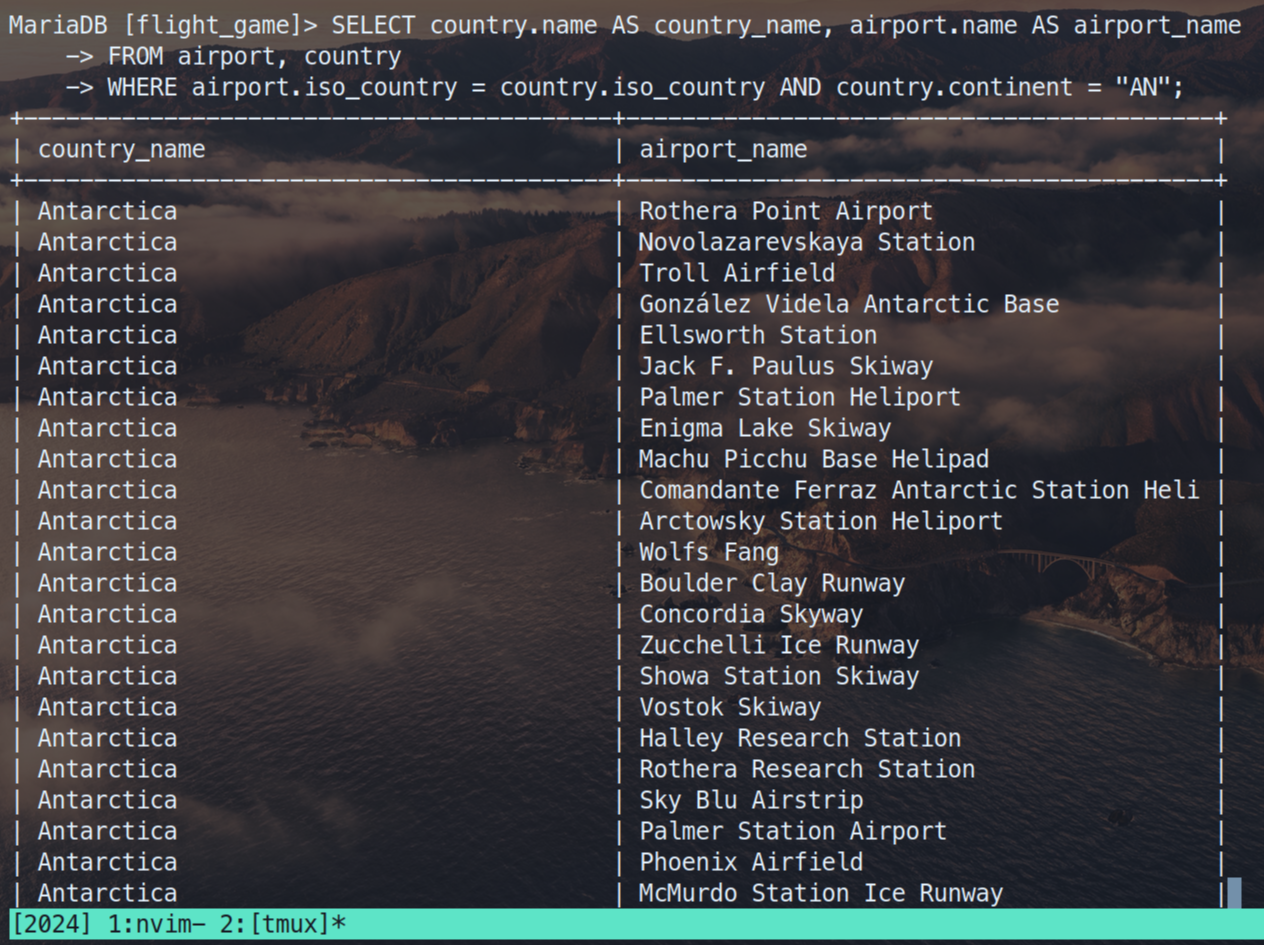 MariaDB [flight_game]> SELECT country.name AS country_name, airport.name AS airport_name
    -> FROM airport, country
    -> WHERE airport.iso_country = country.iso_country AND country.continent = "AN";
+------------------------------------------+------------------------------------------+
| country_name                             | airport_name                             |
+------------------------------------------+------------------------------------------+
| Antarctica                               | Rothera Point Airport                    |
| Antarctica                               | Novolazarevskaya Station                 |
| Antarctica                               | Troll Airfield                           |
| Antarctica                               | González Videla Antarctic Base           |
| Antarctica                               | Ellsworth Station                        |
| Antarctica                               | Jack F. Paulus Skiway                    |
| Antarctica                               | Palmer Station Heliport                  |
| Antarctica                               | Enigma Lake Skiway                       |
| Antarctica                               | Machu Picchu Base Helipad                |
| Antarctica                               | Comandante Ferraz Antarctic Station Heli |
| Antarctica                               | Arctowsky Station Heliport               |
| Antarctica                               | Wolfs Fang                               |
| Antarctica                               | Boulder Clay Runway                      |
| Antarctica                               | Concordia Skyway                         |
| Antarctica                               | Zucchelli Ice Runway                     |
| Antarctica                               | Showa Station Skiway                     |
| Antarctica                               | Vostok Skiway                            |
| Antarctica                               | Halley Research Station                  |
| Antarctica                               | Rothera Research Station                 |
| Antarctica                               | Sky Blu Airstrip                         |
| Antarctica                               | Palmer Station Airport                   |
| Antarctica                               | Phoenix Airfield                         |
| Antarctica                               | McMurdo Station Ice Runway               |
[2024] 1:nvim- 2:[tmux]*